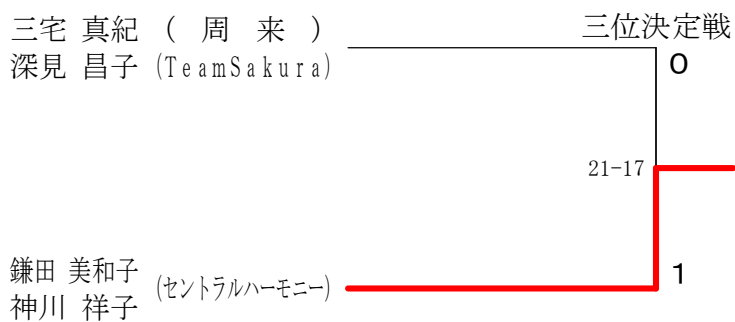 三宅 真紀 (周来) 三位決定戦
深見 昌子 (TeamSakura) 0
21-17
鎌田 美和子 (セントラルハーモニー) 1
神川 祥子